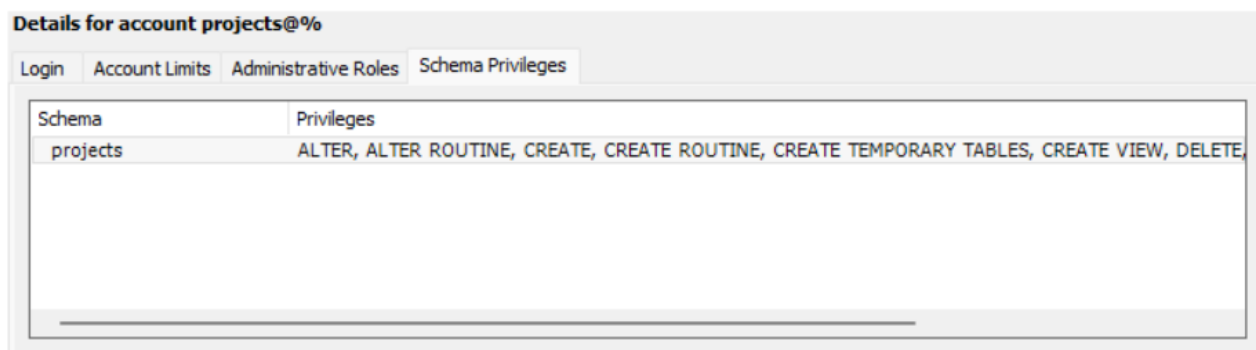 Details for account projects@%
Login Account Limits Administrative Roles Schema Privileges
Schema Privileges
projects ALTER, ALTER ROUTINE, CREATE, CREATE ROUTINE, CREATE TEMPORARY TABLES, CREATE VIEW, DELETE,